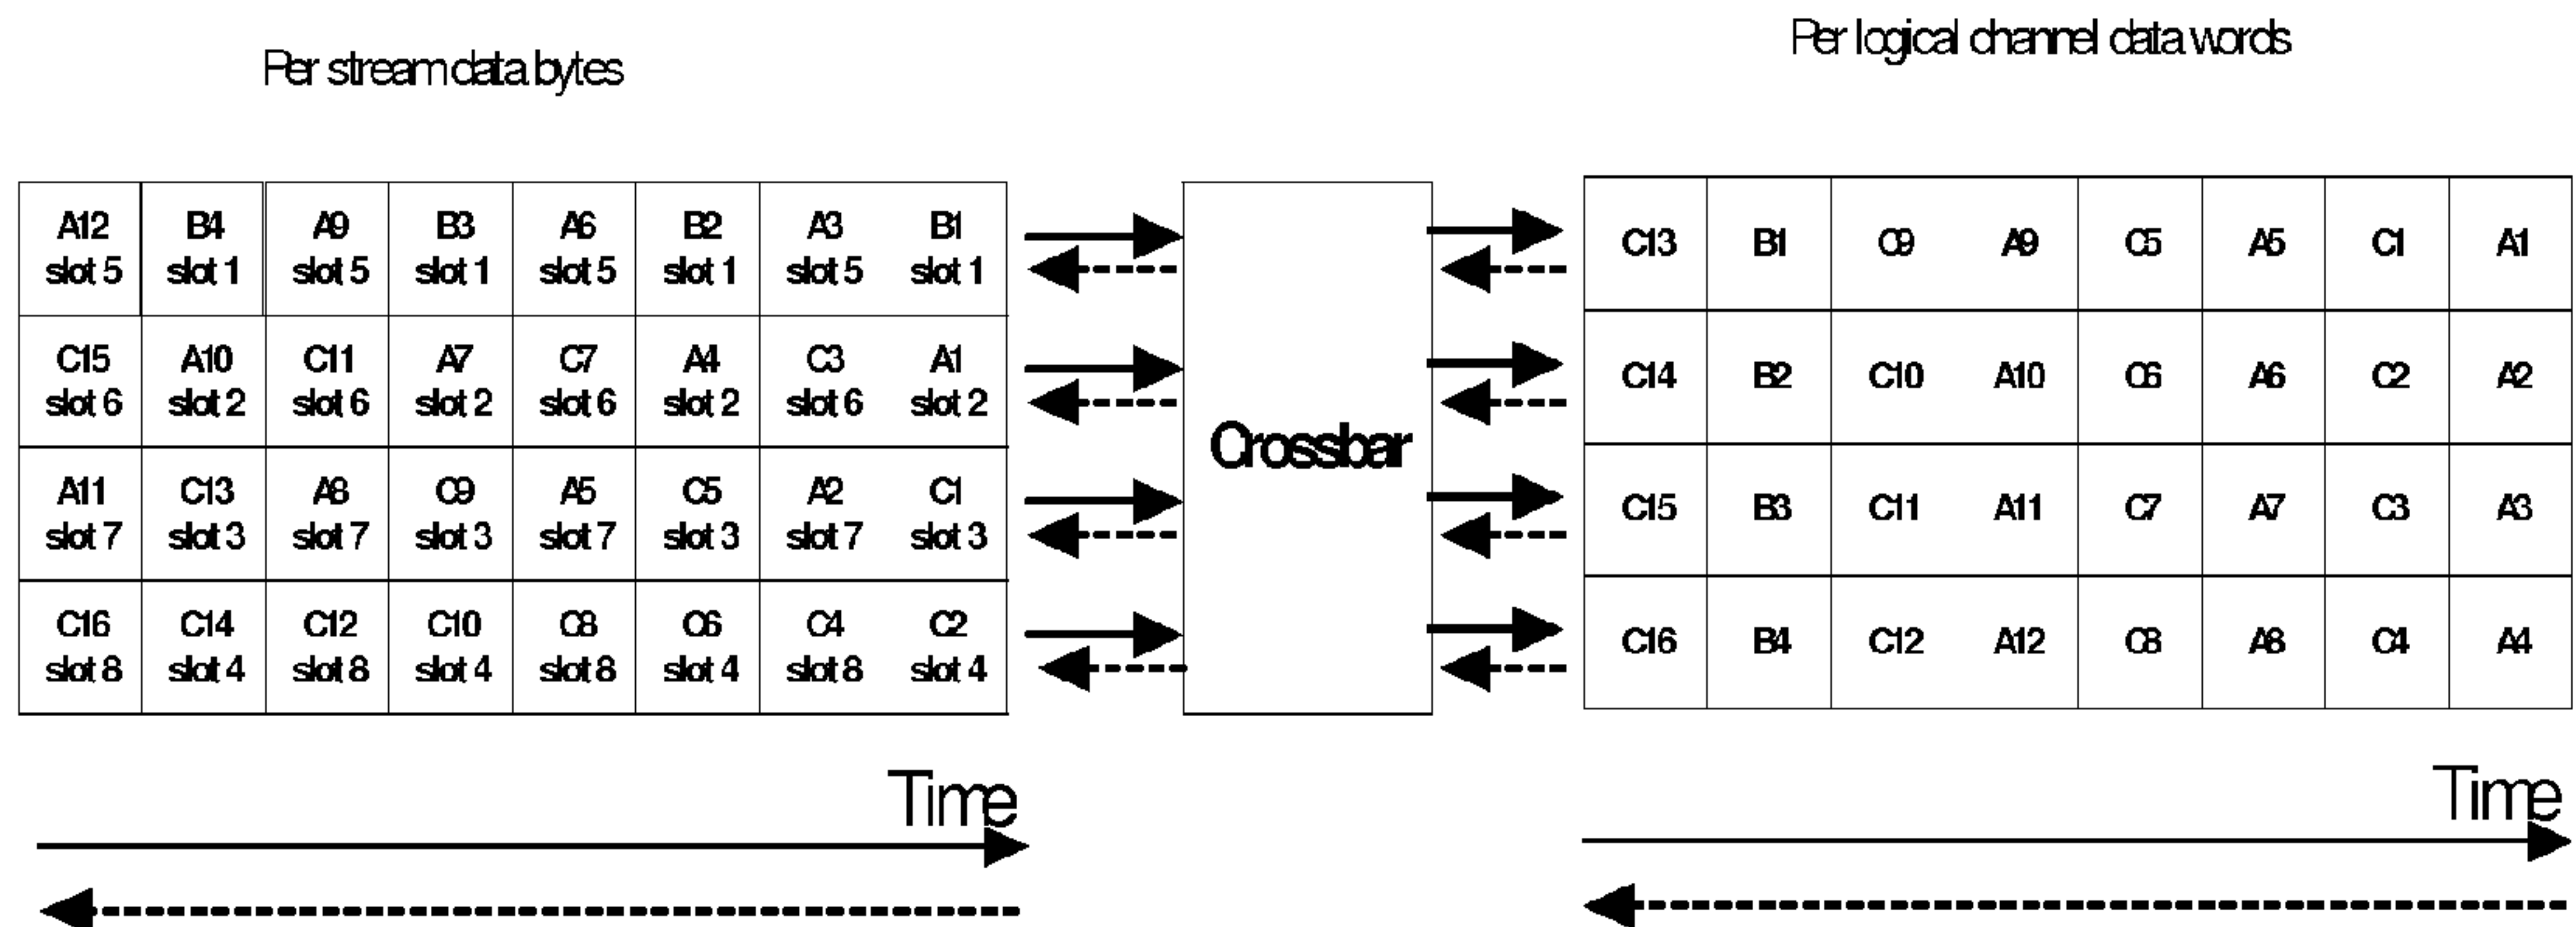 Per stream data bytes
Per logical channel data words
A12 B4 A9 B3 A6 B2 A3 B1
slot 5 slot 1 slot 5 slot 1 slot 5 slot 1 slot 5 slot 1
C15 A10 C11 A7 C7 A4 C3 A1
slot 6 slot 2 slot 6 slot 2 slot 6 slot 2 slot 6 slot 2
A11 C13 A8 C9 A5 C5 A2 C1
slot 7 slot 3 slot 7 slot 3 slot 7 slot 3 slot 7 slot 3
C16 C14 C12 C10 C8 C6 C4 C2
slot 8 slot 4 slot 8 slot 4 slot 8 slot 4 slot 8 slot 4
Crossbar
C13 B1 C9 A9 C5 A5 C1 A1
C14 B2 C10 A10 C6 A6 C2 A2
C15 B3 C11 A11 C7 A7 C3 A3
C16 B4 C12 A12 C8 A8 C4 A4
Time
Time